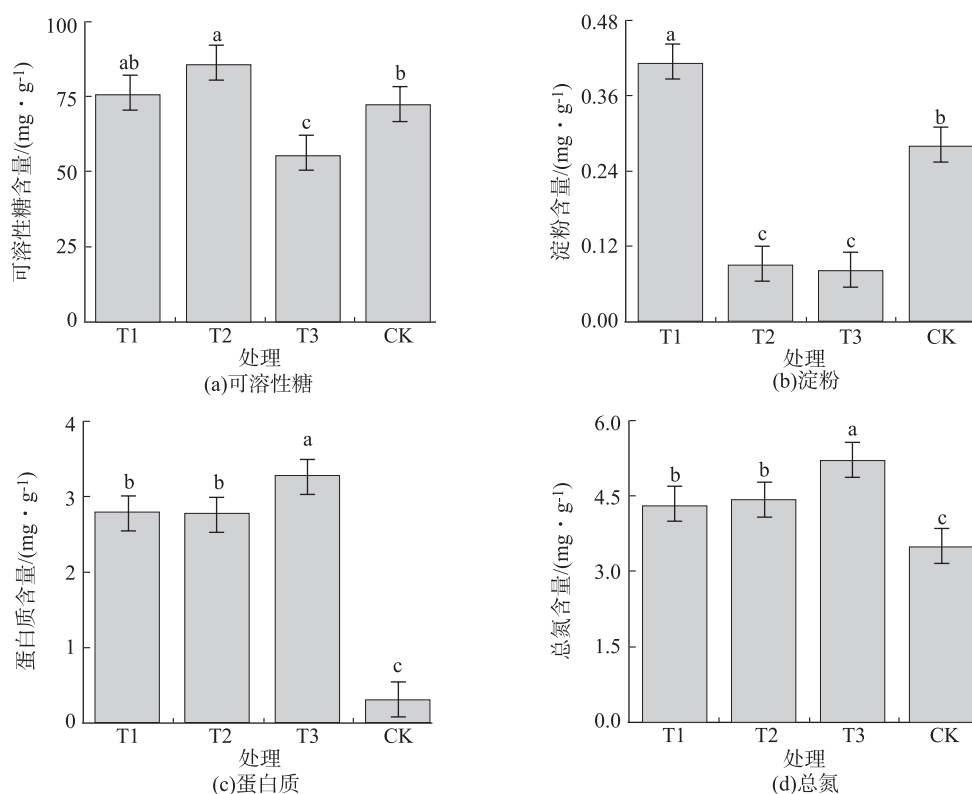 可溶性糖含量/(mg·g⁻¹)
100
75
50
25
0
ab
a
c
b
T1 T2 T3 CK
处理
(a)可溶性糖
淀粉含量/(mg·g⁻¹)
0.48
0.36
0.24
0.12
0.00
a
c
c
b
T1 T2 T3 CK
处理
(b)淀粉
蛋白质含量/(mg·g⁻¹)
4
3
2
1
0
b
b
a
c
T1 T2 T3 CK
处理
(c)蛋白质
总氮含量/(mg·g⁻¹)
6.0
4.5
3.0
1.5
0.0
b
b
a
c
T1 T2 T3 CK
处理
(d)总氮